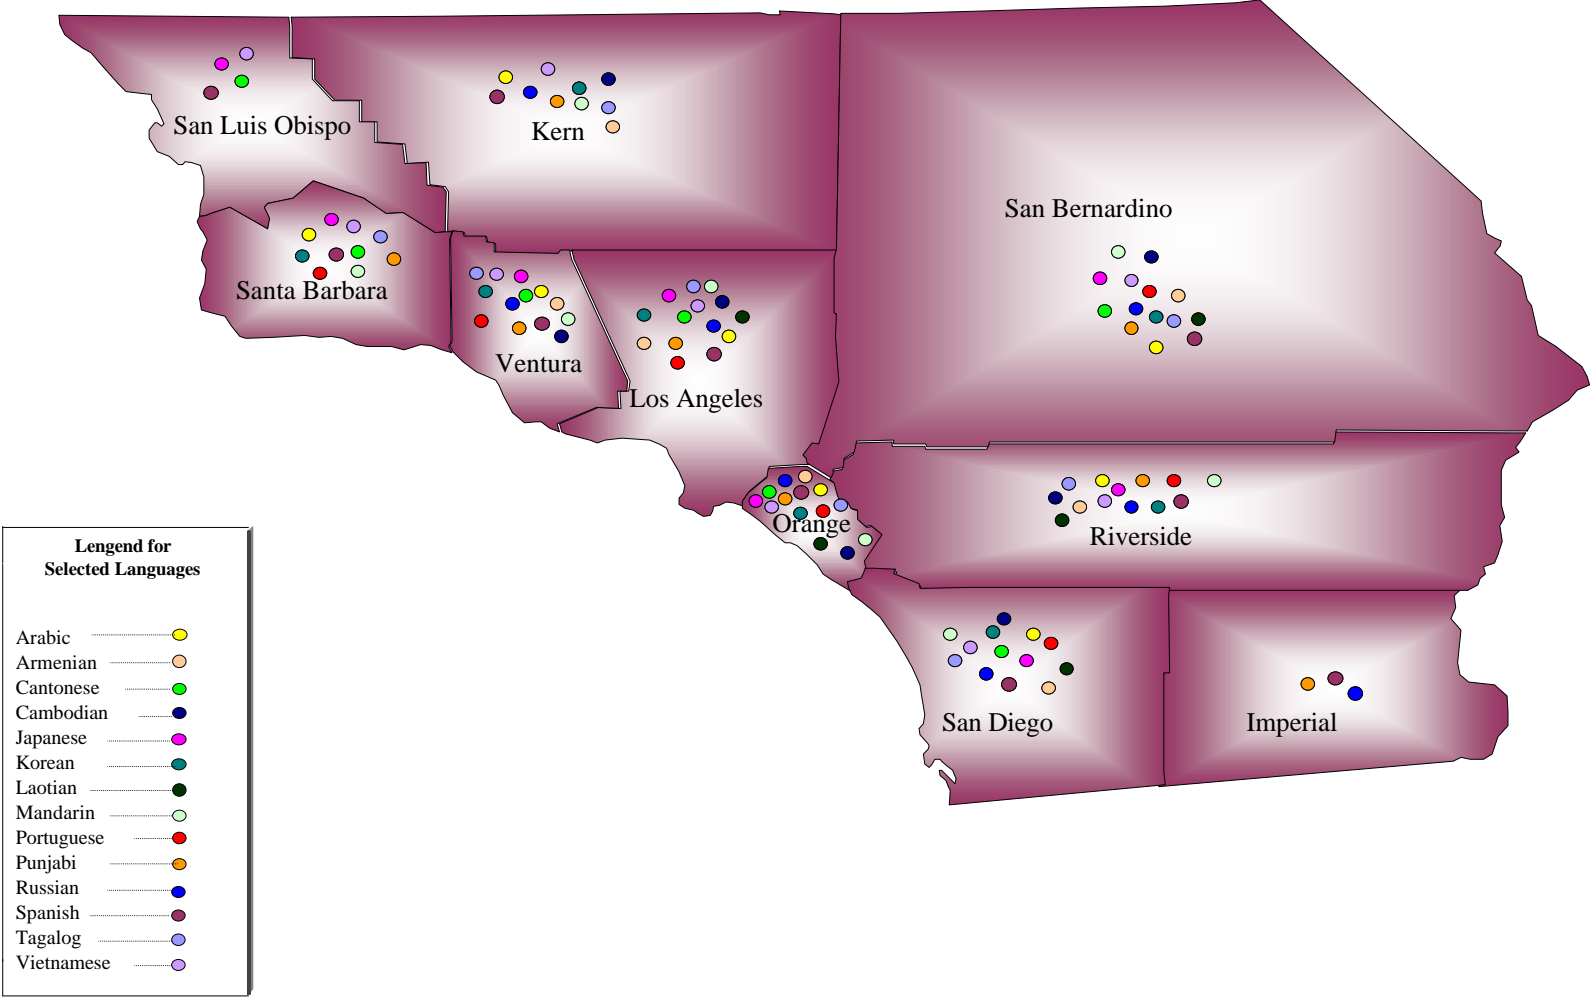 San Luis Obispo
Kern
San Bernardino
Santa Barbara
Ventura
Los Angeles
Orange
Riverside
San Diego
Imperial
Lengend for
Selected Languages
Arabic
Armenian
Cantonese
Cambodian
Japanese
Korean
Laotian
Mandarin
Portuguese
Punjabi
Russian
Spanish
Tagalog
Vietnamese